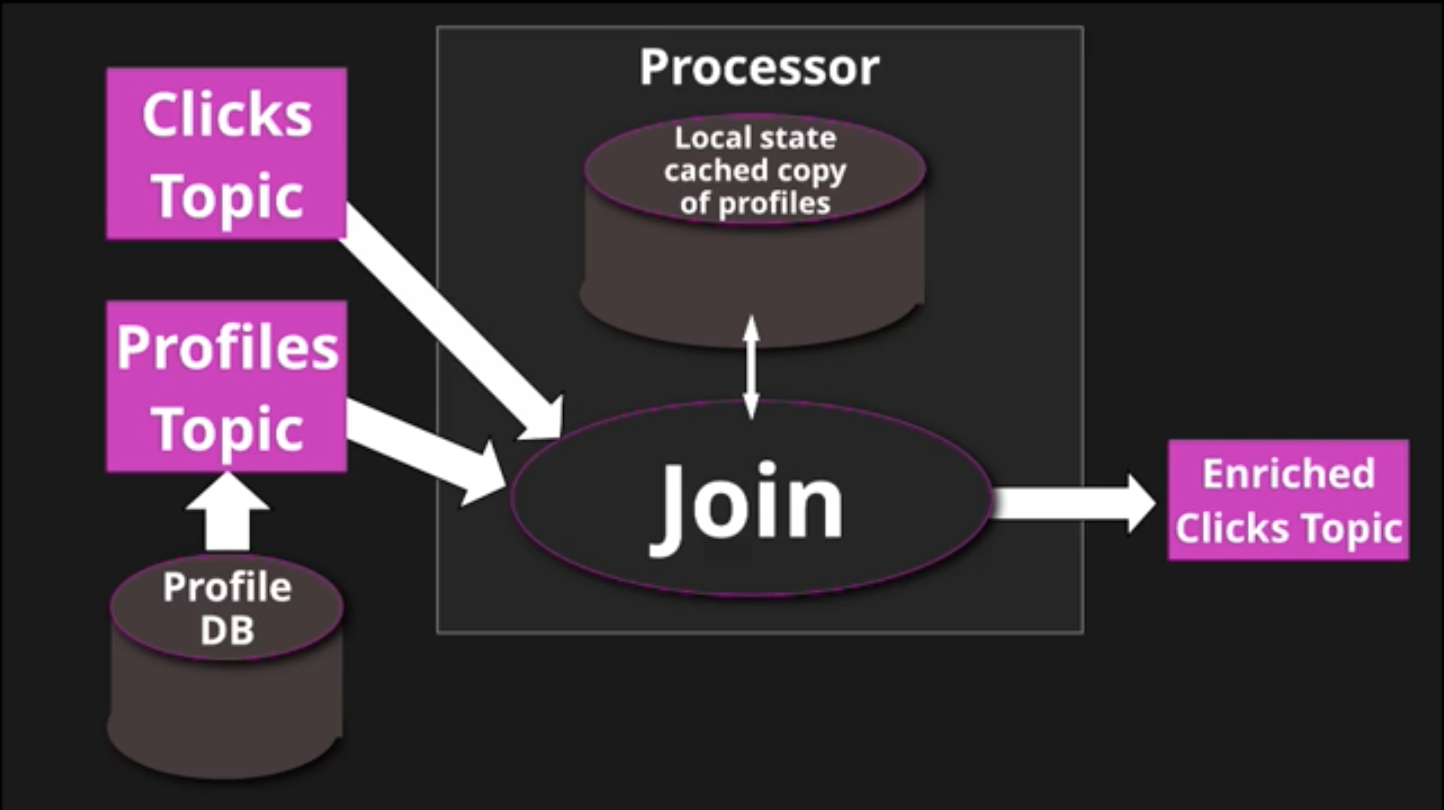 Clicks
Topic
Profiles
Topic
Profile
DB
Processor
Local state
cached copy
of profiles
Join
Enriched
Clicks Topic